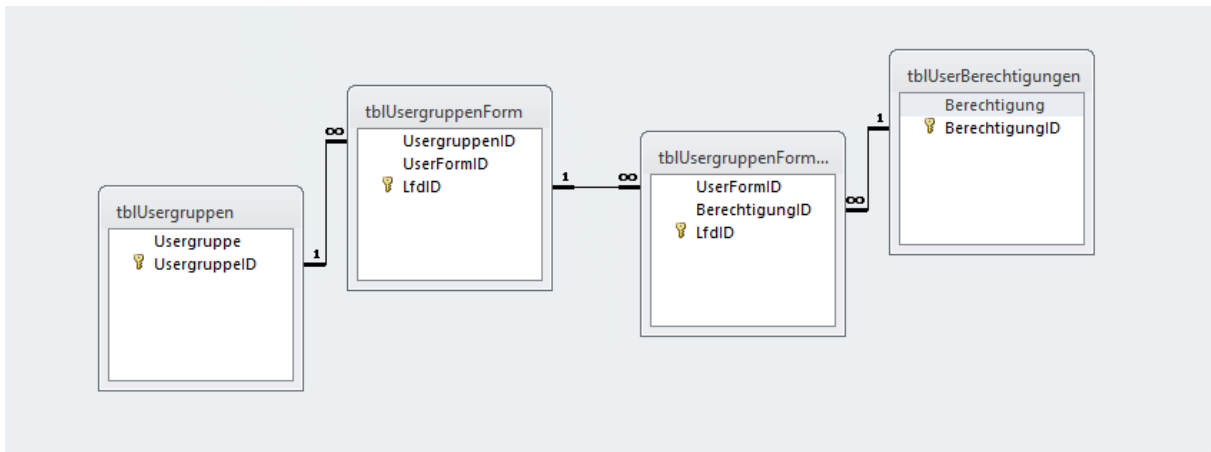 tblUsergruppen
Usergruppe
UsergruppeID
1
∞
tblUsergruppenForm
UsergruppenID
UserFormID
LfdID
1
∞
tblUsergruppenForm...
UserFormID
BerechtigungID
LfdID
∞
1
tblUserBerechtigungen
Berechtigung
BerechtigungID